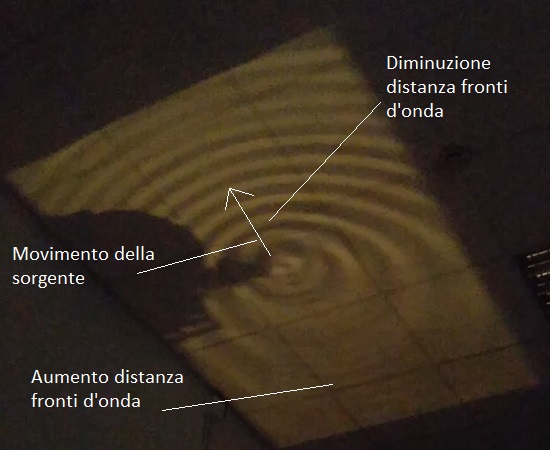 Diminuzione
distanza fronti
d'onda
Movimento della
sorgente
Aumento distanza
fronti d'onda